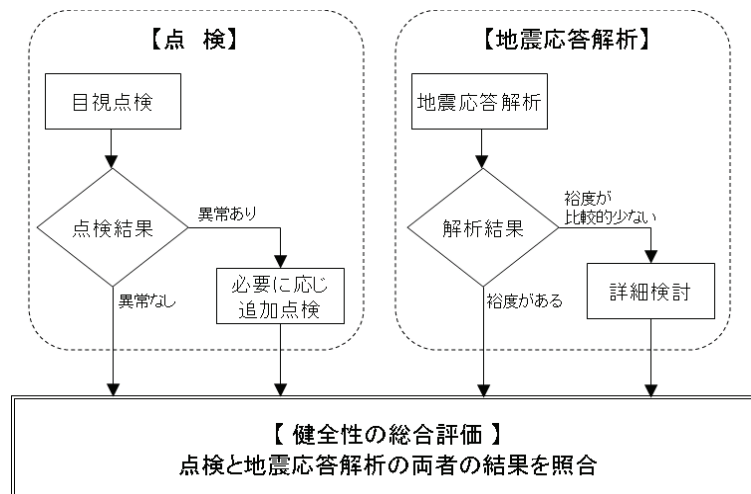 【点 検】
目視点検
点検結果
異常あり
異常なし
必要に応じ
追加点検
【地震応答解析】
地震応答解析
解析結果
裕度が
比較的少ない
裕度がある
詳細検討
【 健全性の総合評価 】
点検と地震応答解析の両者の結果を照合